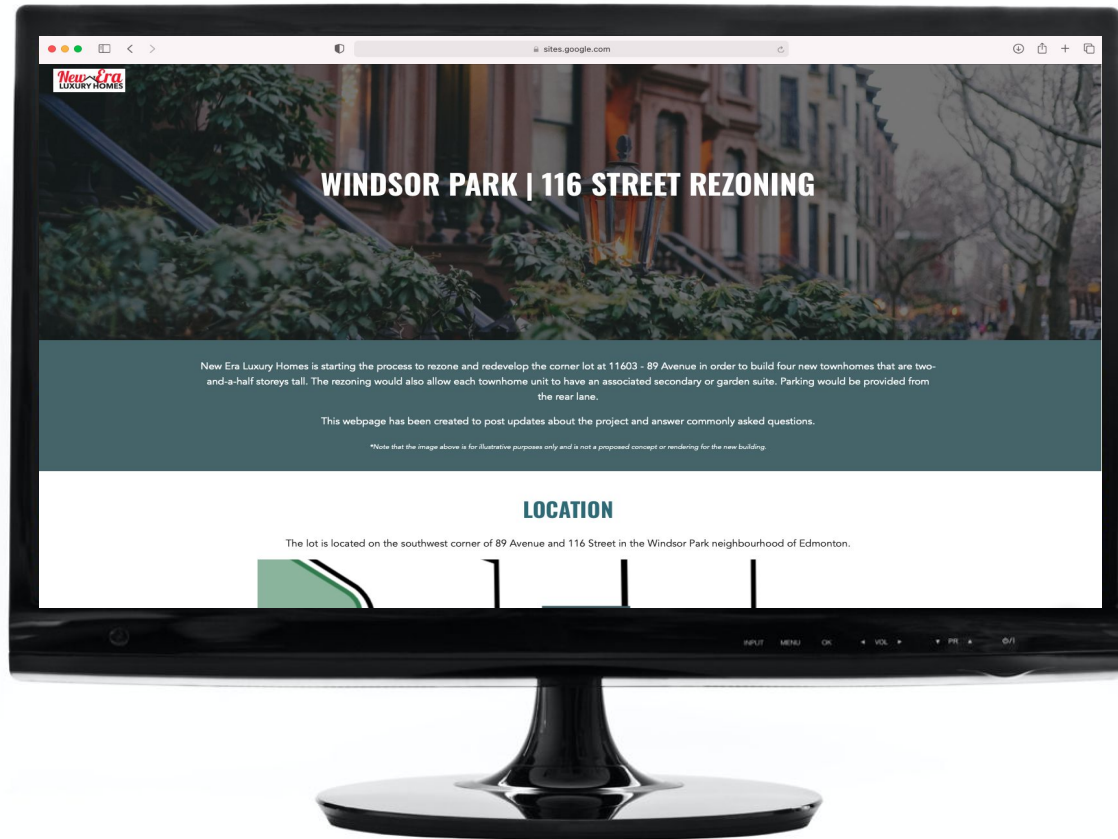 sites.google.com
New Era
LUXURY HOMES
WINDSOR PARK | 116 STREET REZONING
New Era Luxury Homes is starting the process to rezone and redevelop the corner lot at 11603 - 89 Avenue in order to build four new townhomes that are two-
and-a-half storeys tall. The rezoning would also allow each townhome unit to have an associated secondary or garden suite. Parking would be provided from
the rear lane.
This webpage has been created to post updates about the project and answer commonly asked questions.
*Note that the image above is for illustrative purposes only and is not a proposed concept or rendering for the new building.
LOCATION
The lot is located on the southwest corner of 89 Avenue and 116 Street in the Windsor Park neighbourhood of Edmonton.
INPUT MENU OK ◄ VOL ► ▼ PR ▲ ⏻/I